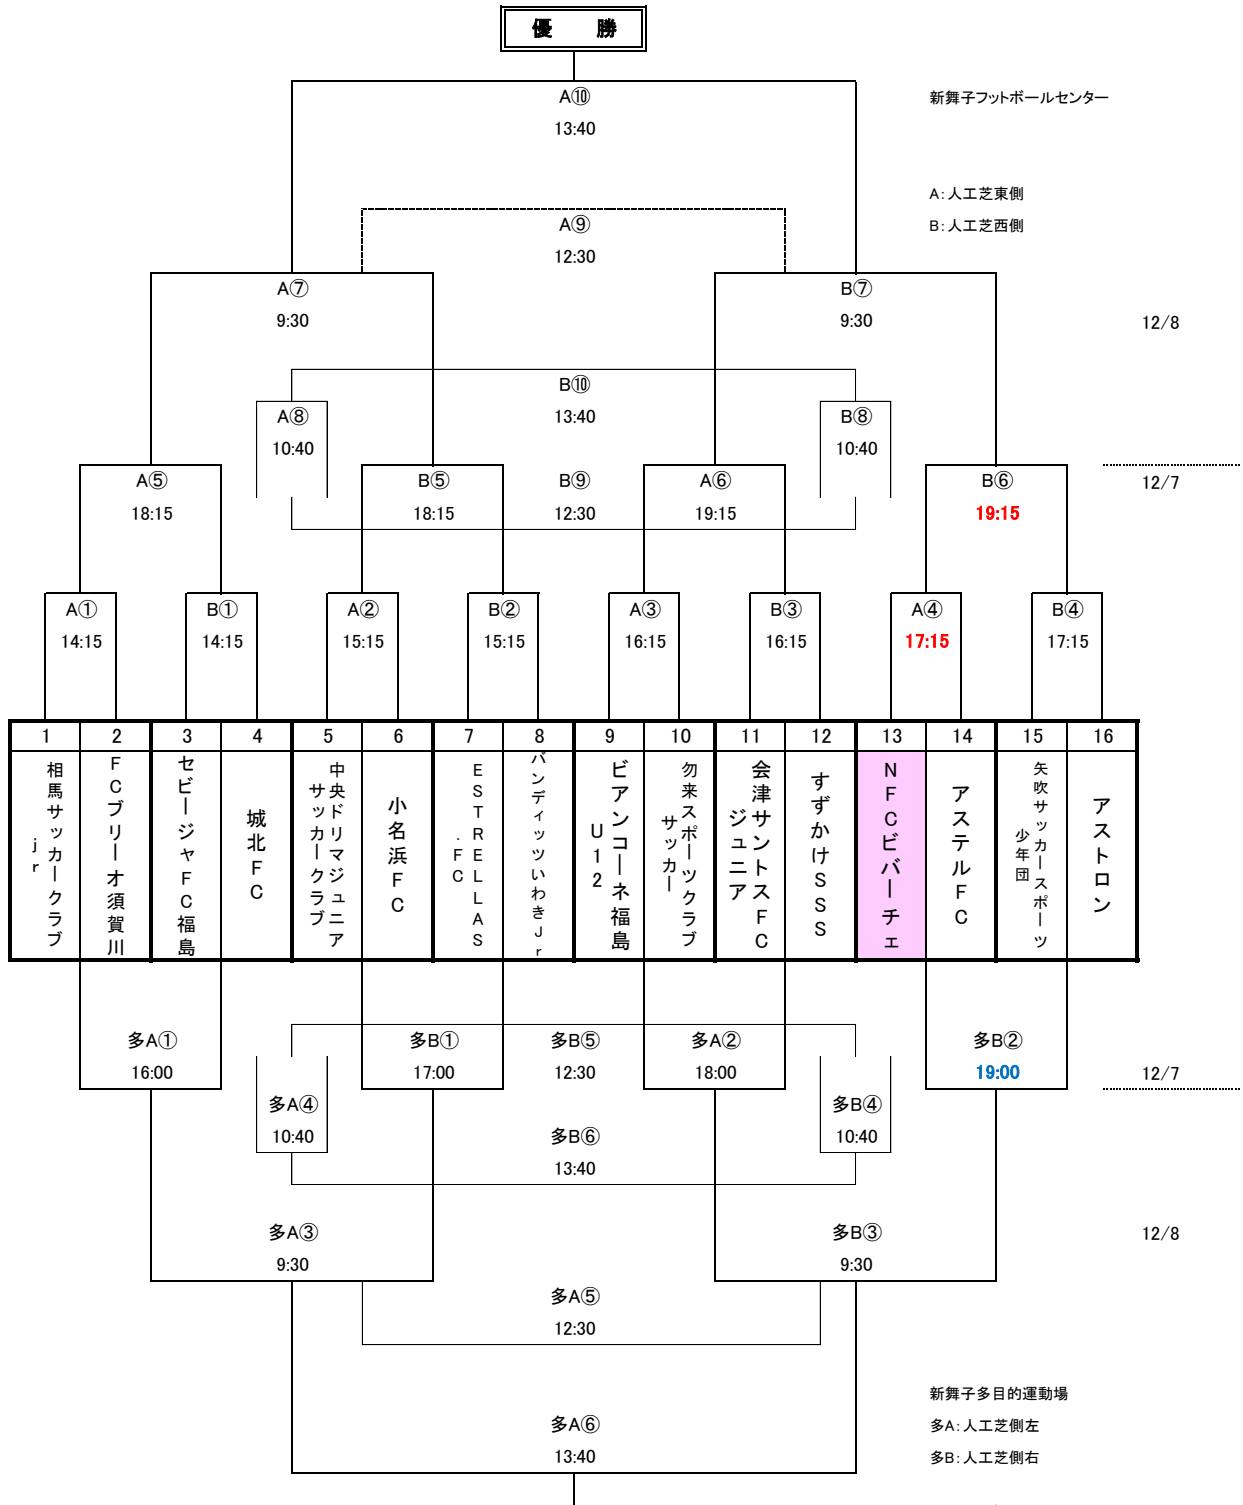 優　勝
A⑩
新舞子フットボールセンター
13:40
A:人工芝東側
A⑨
B:人工芝西側
12:30
A⑦
B⑦
9:30
9:30
12/8
B⑩
A⑧
13:40
B⑧
10:40
10:40
A⑤
B⑤
B⑨
A⑥
B⑥
12/7
18:15
18:15
12:30
19:15
19:15
A①
B①
A②
B②
A③
B③
A④
B④
14:15
14:15
15:15
15:15
16:15
16:15
17:15
17:15
1
2
3
4
5
6
7
8
9
10
11
12
13
14
15
16
相馬サッカークラブ
jr
FCブリーオ須賀川
セビージャFC福島
城北FC
中央ドリマジュニア
サッカークラブ
小名浜FC
ESTRELLAS
.FC
バンディッツいわきJr
ビアンコーネ福島
U12
勿来スポーツクラブ
サッカー
会津サントスFC
ジュニア
すずかけSSS
NFCビバーチェ
アステルFC
矢吹サッカースポーツ
少年団
アストロン
多A①
多B①
多B⑤
多A②
多B②
16:00
17:00
12:30
18:00
19:00
12/7
多A④
多B④
10:40
多B⑥
10:40
13:40
多A③
多B③
12/8
9:30
9:30
多A⑤
12:30
新舞子多目的運動場
多A⑥
多A:人工芝側左
13:40
多B:人工芝側右